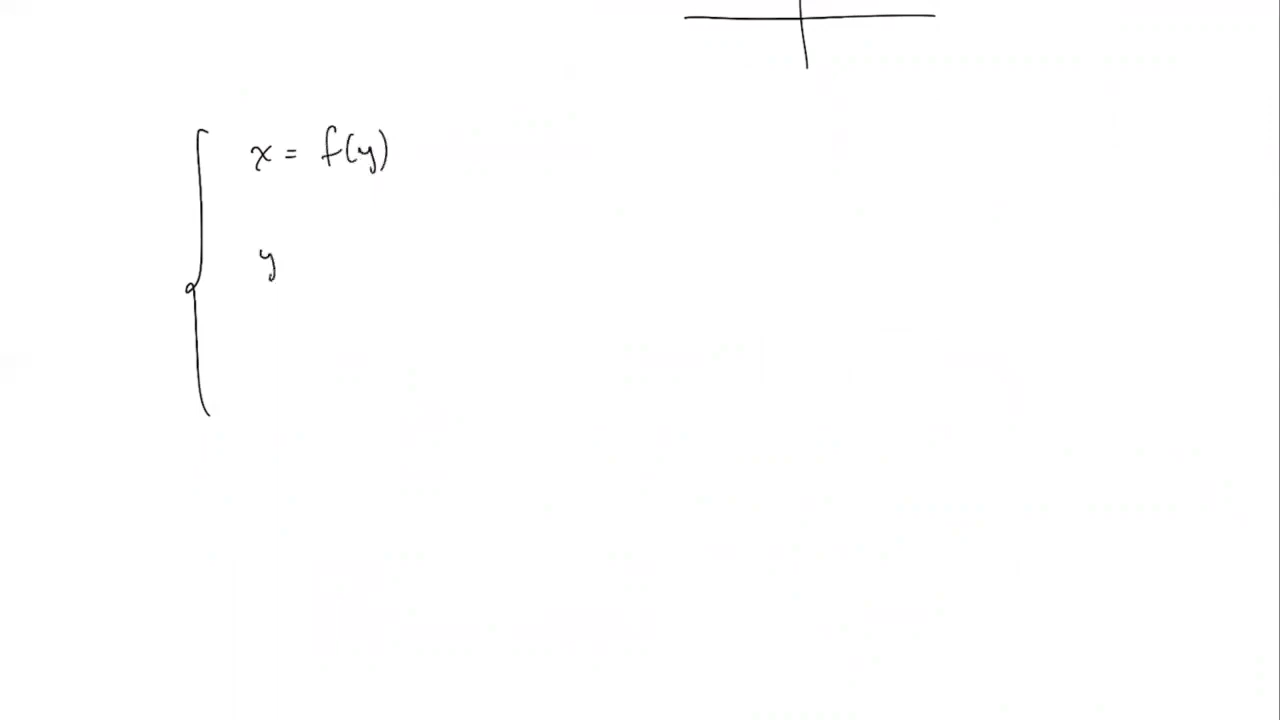 x = f(y)
y